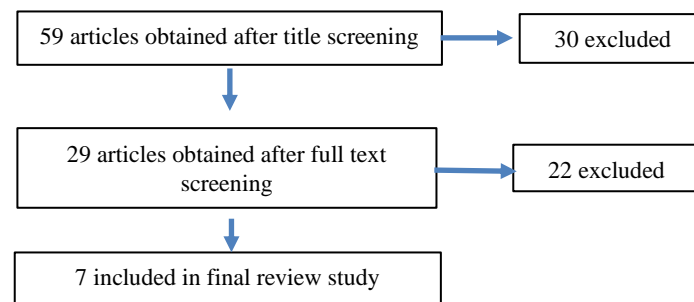 59 articles obtained after title screening
30 excluded
29 articles obtained after full text
screening
22 excluded
7 included in final review study